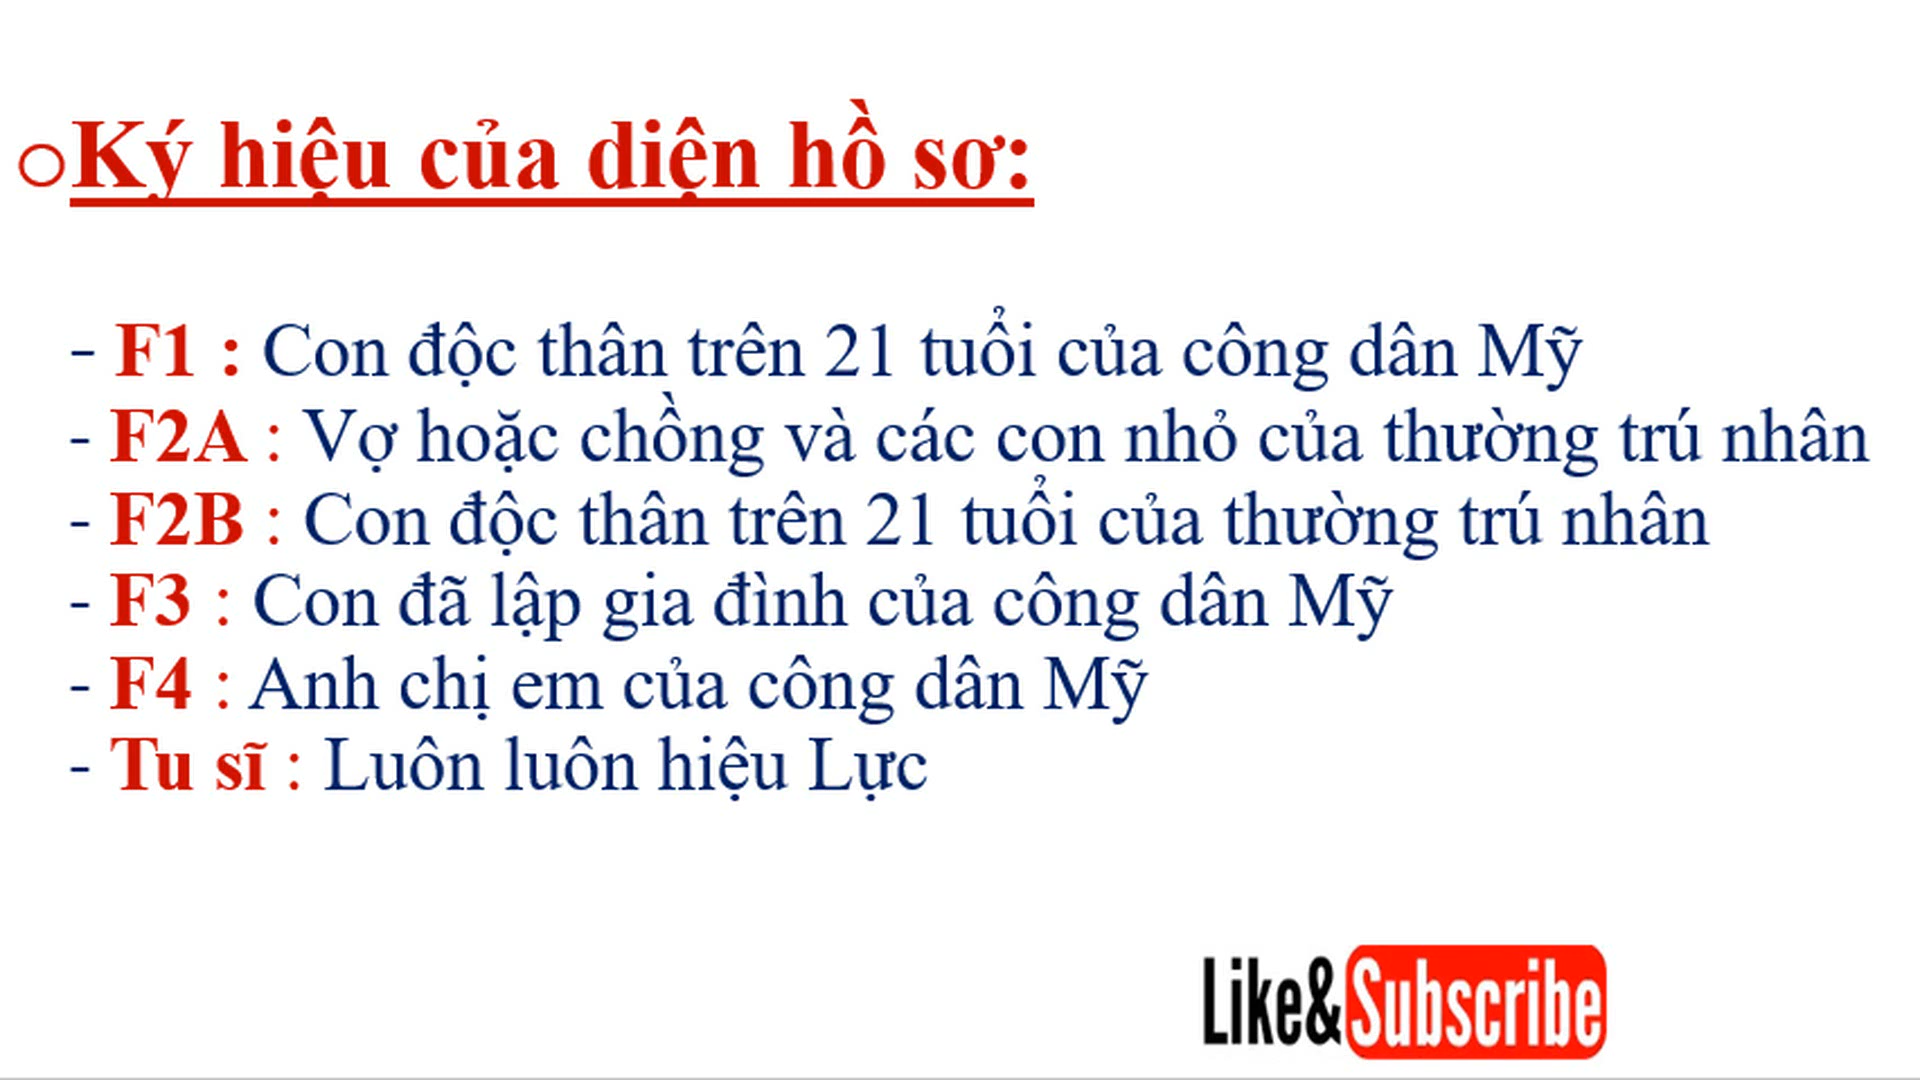 ○Ký hiệu của diện hồ sơ:
- F1 : Con độc thân trên 21 tuổi của công dân Mỹ
- F2A : Vợ hoặc chồng và các con nhỏ của thường trú nhân
- F2B : Con độc thân trên 21 tuổi của thường trú nhân
- F3 : Con đã lập gia đình của công dân Mỹ
- F4 : Anh chị em của công dân Mỹ
- Tu sĩ : Luôn luôn hiệu Lực
Like&Subscribe